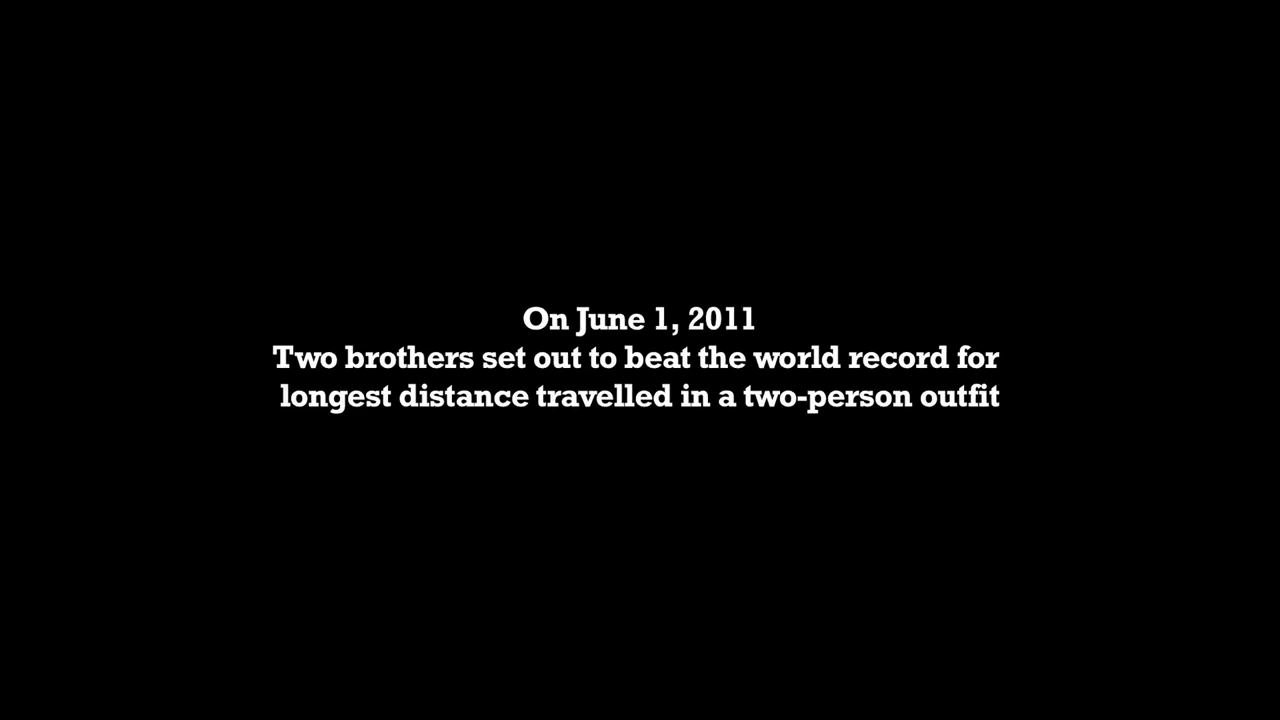 On June 1, 2011
Two brothers set out to beat the world record for
longest distance travelled in a two-person outfit